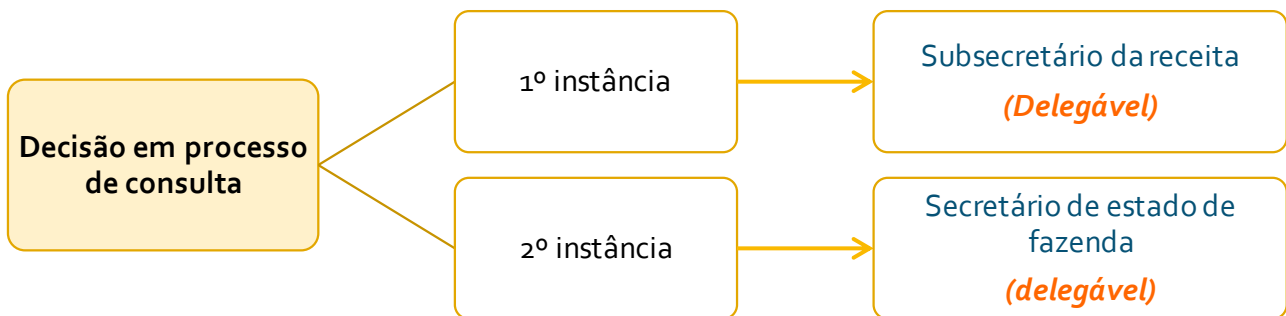 Decisão em processo
de consulta
1º instância
Subsecretário da receita
(Delegável)
2º instância
Secretário de estado de
fazenda
(delegável)